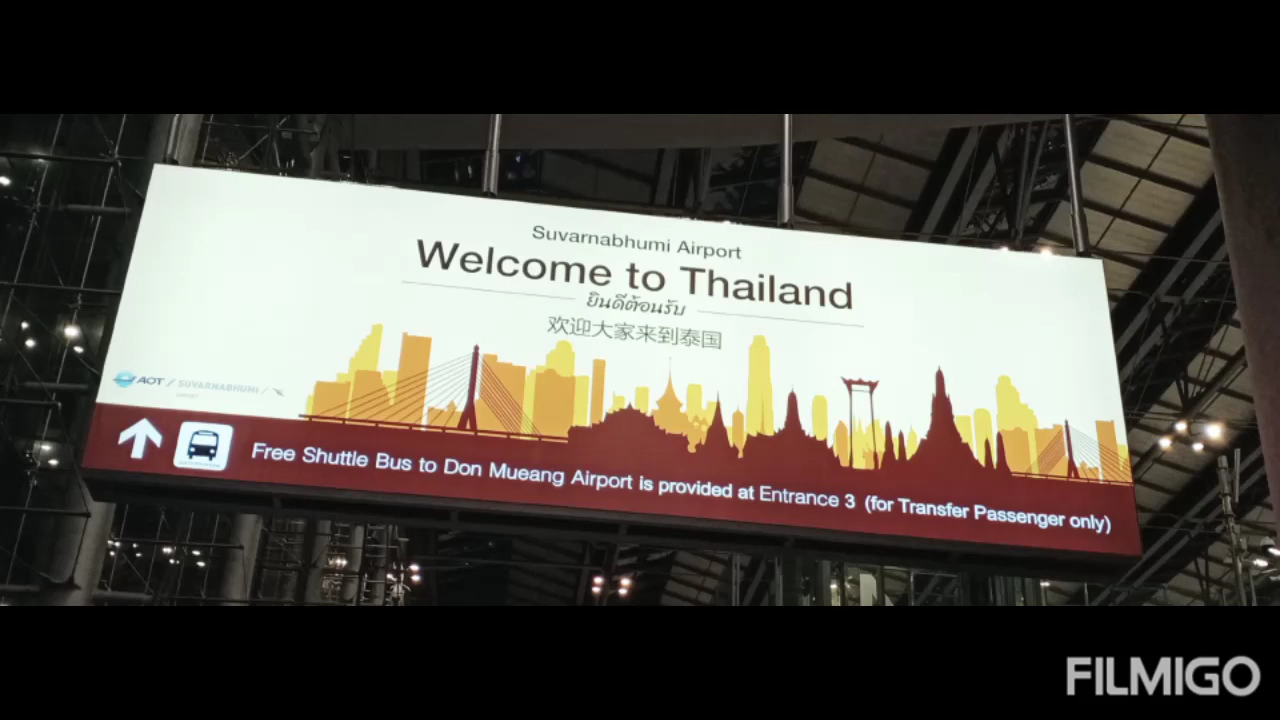 Suvarnabhumi Airport
Welcome to Thailand
ยินดีต้อนรับ
欢迎大家来到泰国
AOT / SUVARNABHUMI /
Free Shuttle Bus to Don Mueang Airport is provided at Entrance 3 (for Transfer Passenger only)
FILMIGO